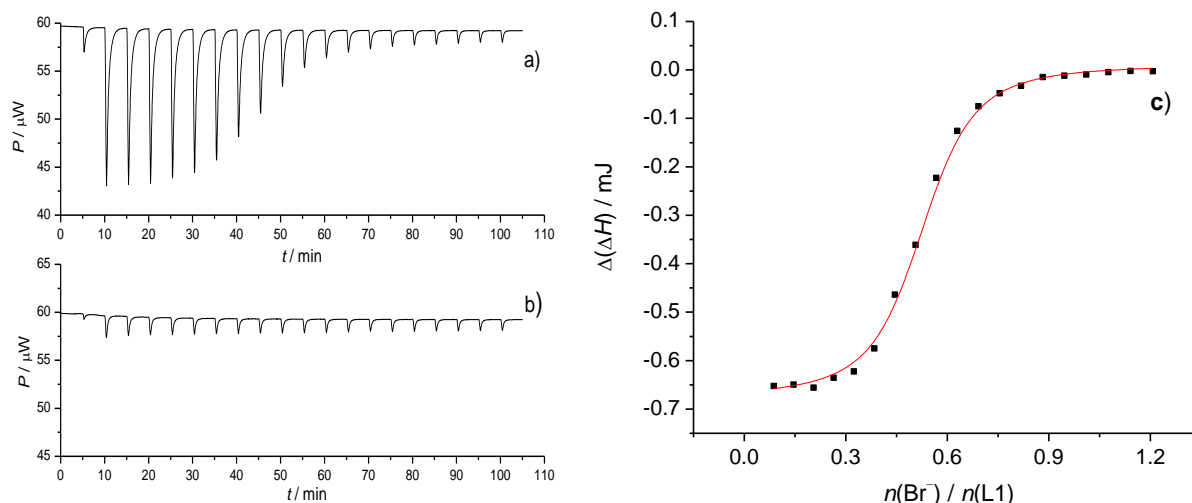 60
55
50
45
40
P / μW
a)
0 10 20 30 40 50 60 70 80 90 100 110
t / min
65
60
55
50
45
P / μW
b)
0 10 20 30 40 50 60 70 80 90 100 110
t / min
0.1
0.0
-0.1
-0.2
-0.3
-0.4
-0.5
-0.6
-0.7
Δ(ΔH) / mJ
c)
0.0 0.3 0.6 0.9 1.2
n(Br⁻) / n(L1)